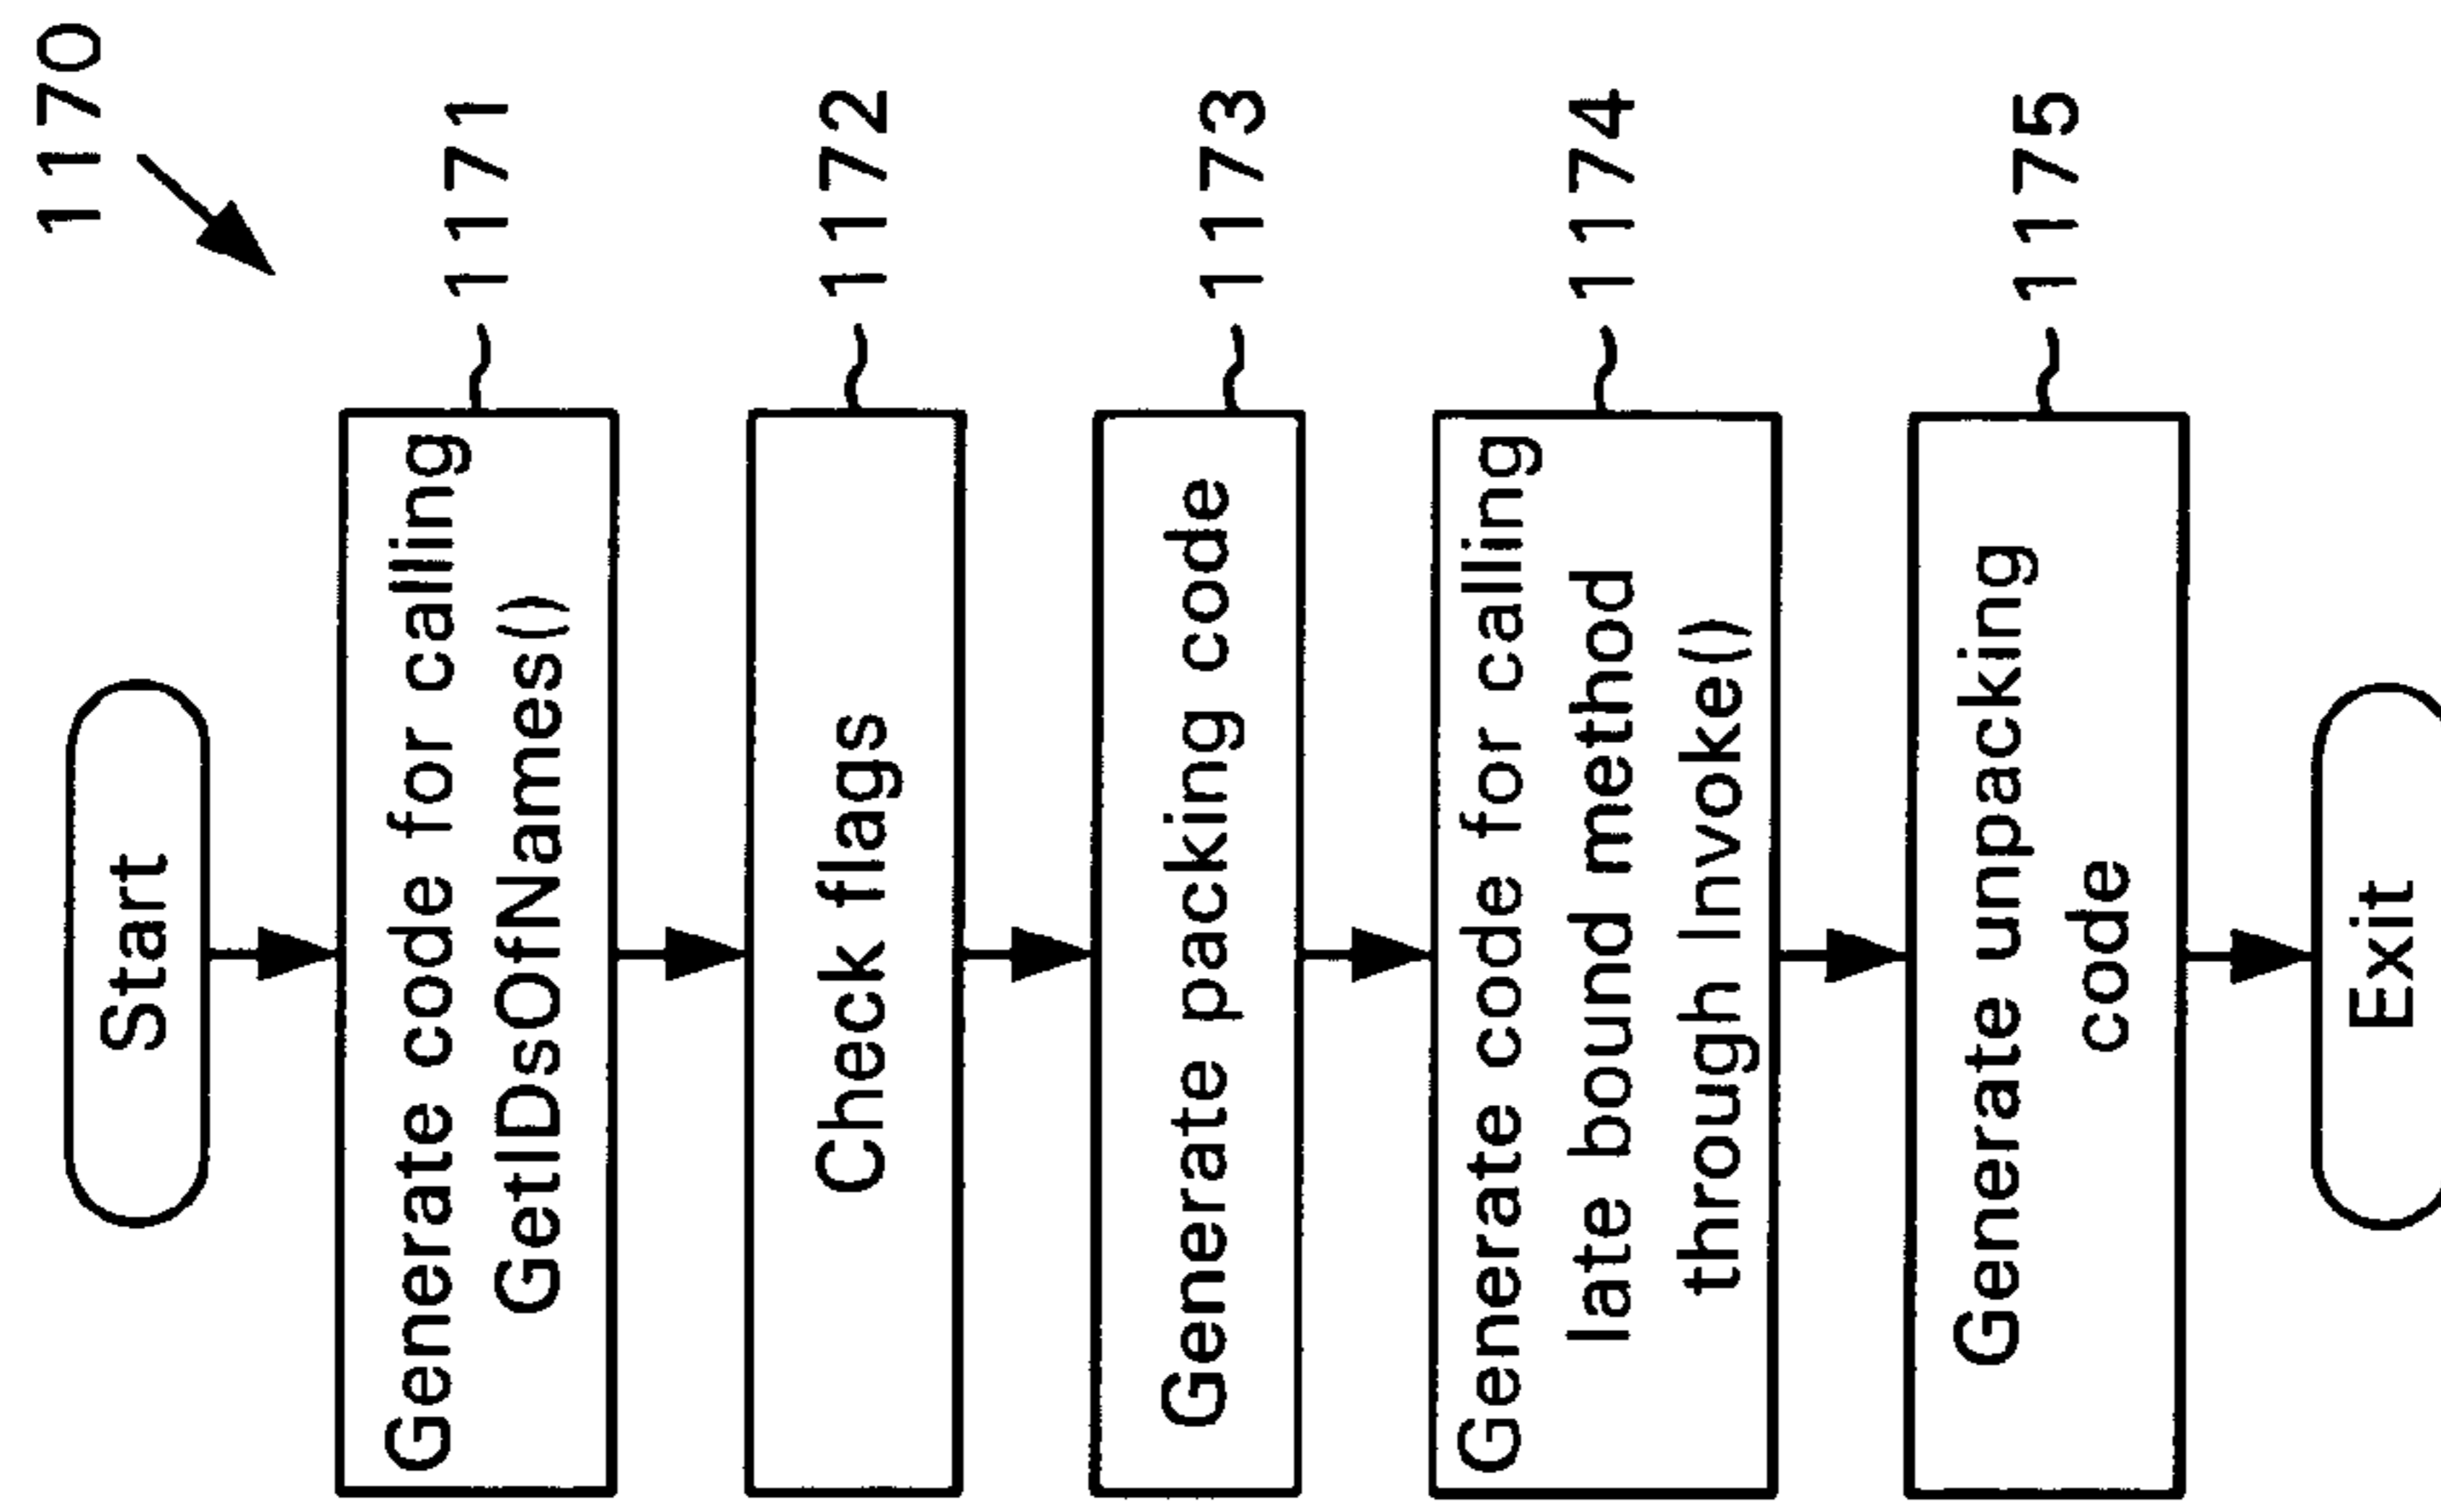 1170
Start
Generate code for calling
GetIDsOfNames()
1171
Check flags
1172
Generate packing code
1173
Generate code for calling
late bound method
through Invoke()
1174
Generate unpacking
code
1175
Exit